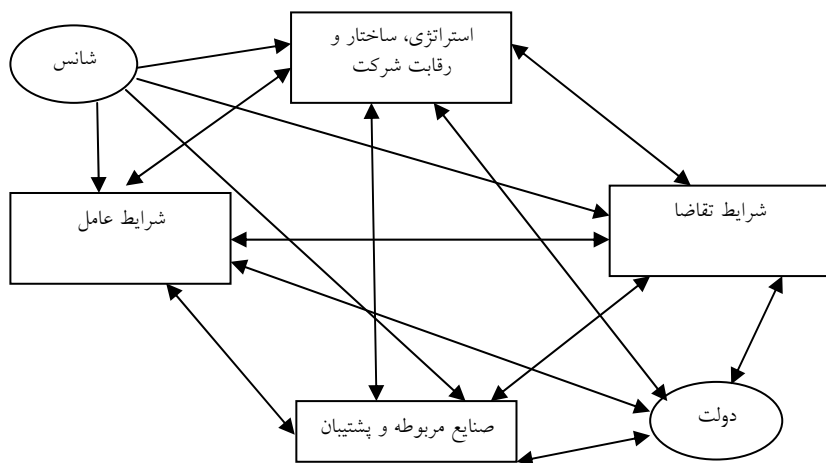 شانس
استراتژی، ساختار و
رقابت شرکت
شرایط تقاضا
شرایط عامل
صنایع مربوطه و پشتیبان
دولت